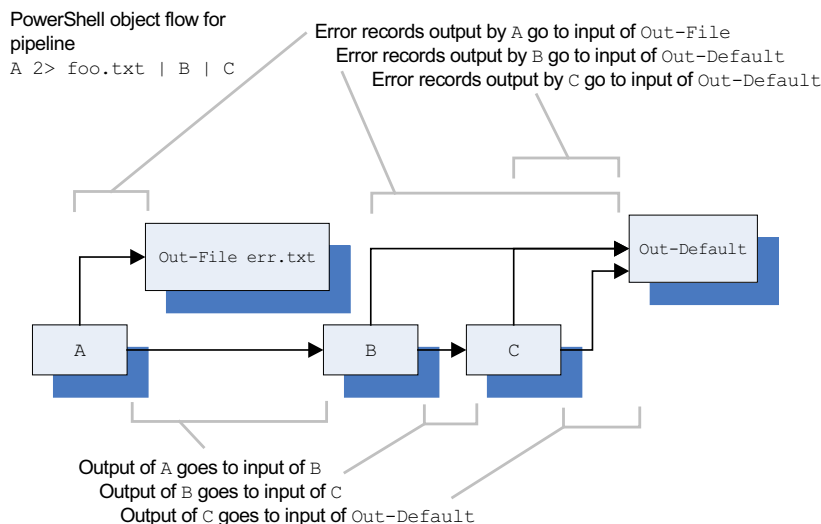 PowerShell object flow for
pipeline
A 2> foo.txt | B | C
Error records output by A go to input of Out-File
Error records output by B go to input of Out-Default
Error records output by C go to input of Out-Default
Out-File err.txt
Out-Default
A
B
C
Output of A goes to input of B
Output of B goes to input of C
Output of C goes to input of Out-Default